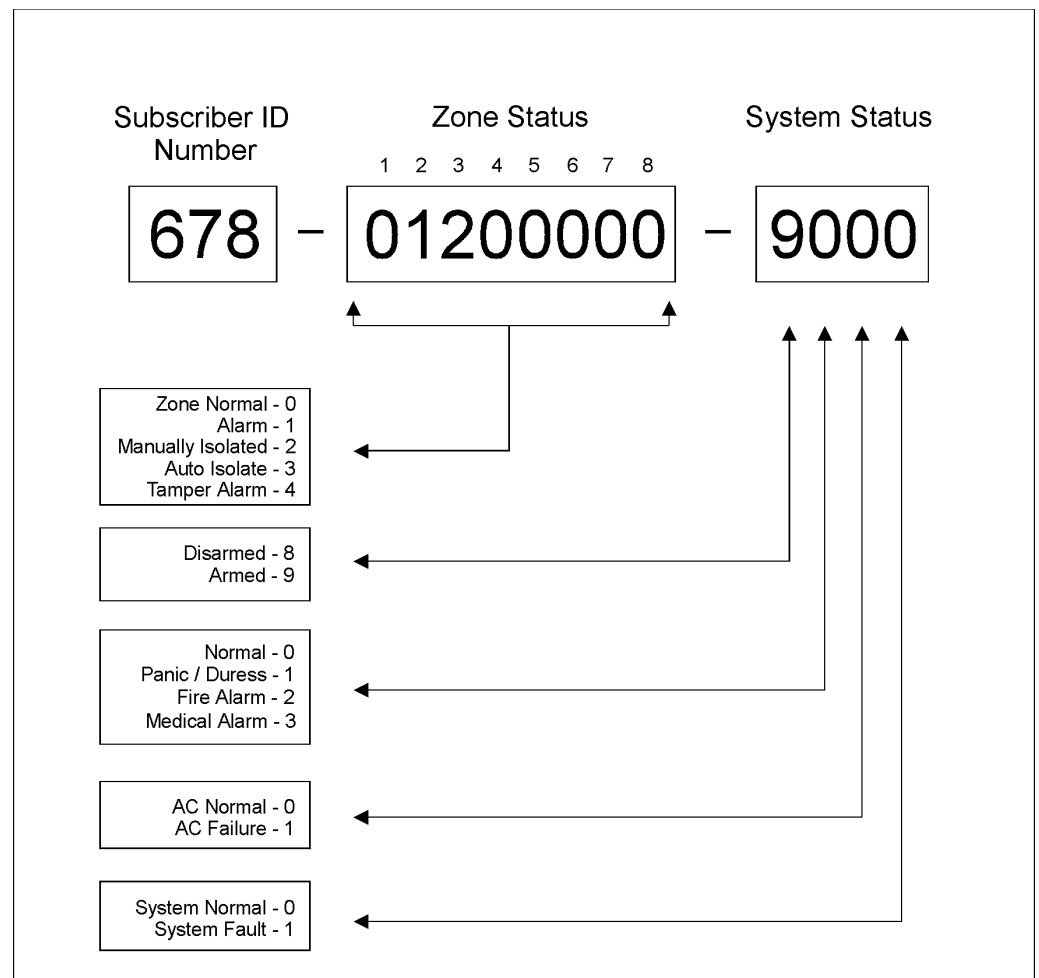 Subscriber ID
Number
Zone Status
System Status
1 2 3 4 5 6 7 8
678 - 01200000 - 9000
Zone Normal - 0
Alarm - 1
Manually Isolated - 2
Auto Isolate - 3
Tamper Alarm - 4
Disarmed - 8
Armed - 9
Normal - 0
Panic / Duress - 1
Fire Alarm - 2
Medical Alarm - 3
AC Normal - 0
AC Failure - 1
System Normal - 0
System Fault - 1